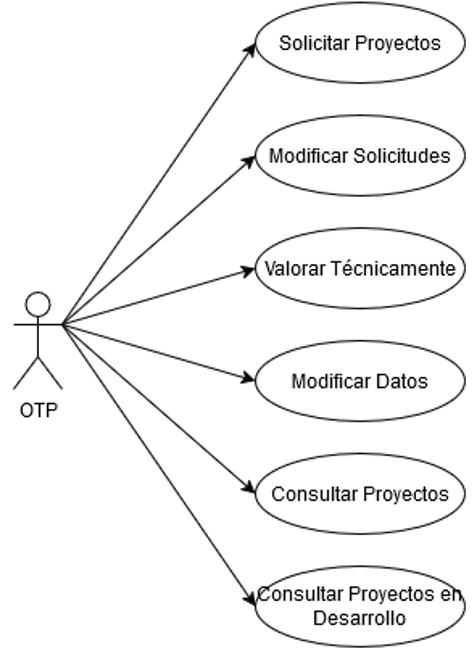 Solicitar Proyectos
Modificar Solicitudes
Valorar Técnicamente
Modificar Datos
OTP
Consultar Proyectos
Consultar Proyectos en
Desarrollo